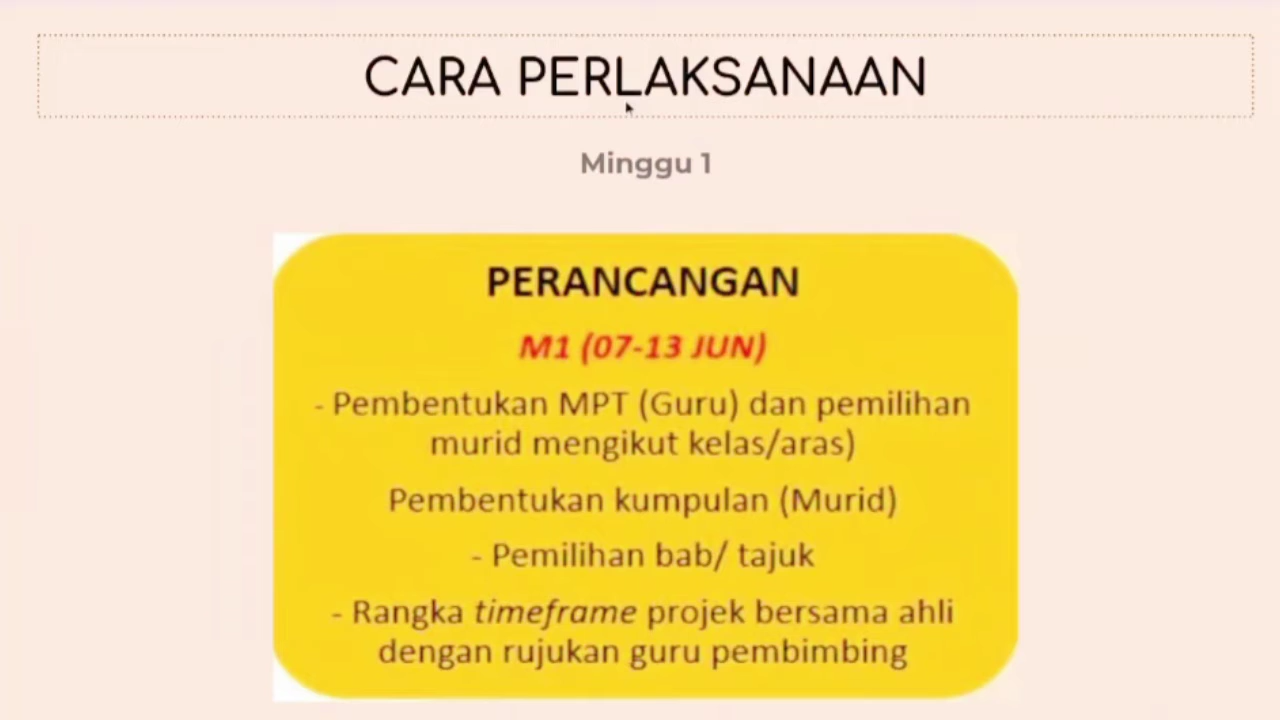 CARA PERLAKSANAAN
Minggu 1
PERANCANGAN
M1 (07-13 JUN)
- Pembentukan MPT (Guru) dan pemilihan
murid mengikut kelas/aras)
Pembentukan kumpulan (Murid)
- Pemilihan bab/ tajuk
- Rangka timeframe projek bersama ahli
dengan rujukan guru pembimbing